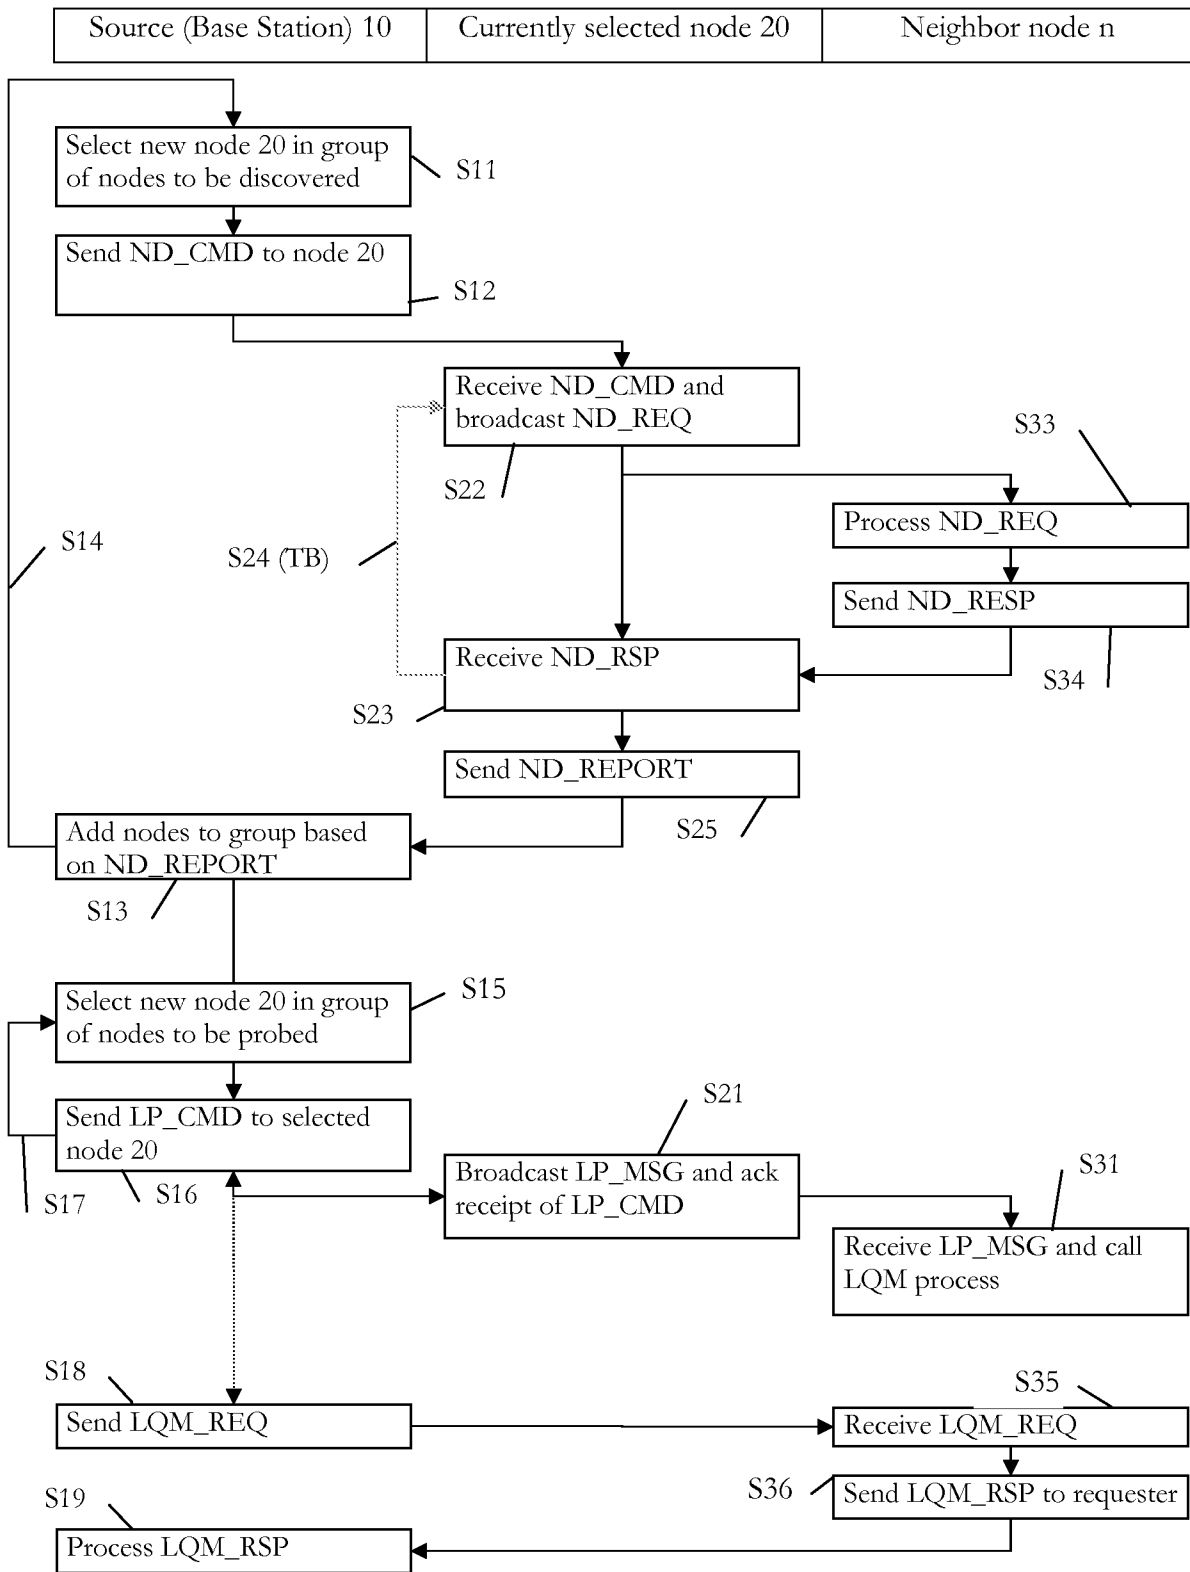 Source (Base Station) 10
Currently selected node 20
Neighbor node n
Select new node 20 in group
of nodes to be discovered
S11
Send ND_CMD to node 20
S12
Receive ND_CMD and
broadcast ND_REQ
S22
S33
Process ND_REQ
S14
S24 (TB)
Send ND_RESP
S34
Receive ND_RSP
S23
Send ND_REPORT
S25
Add nodes to group based
on ND_REPORT
S13
Select new node 20 in group
of nodes to be probed
S15
Send LP_CMD to selected
node 20
S17
S16
S21
Broadcast LP_MSG and ack
receipt of LP_CMD
S31
Receive LP_MSG and call
LQM process
S18
Send LQM_REQ
S35
Receive LQM_REQ
S36
Send LQM_RSP to requester
S19
Process LQM_RSP